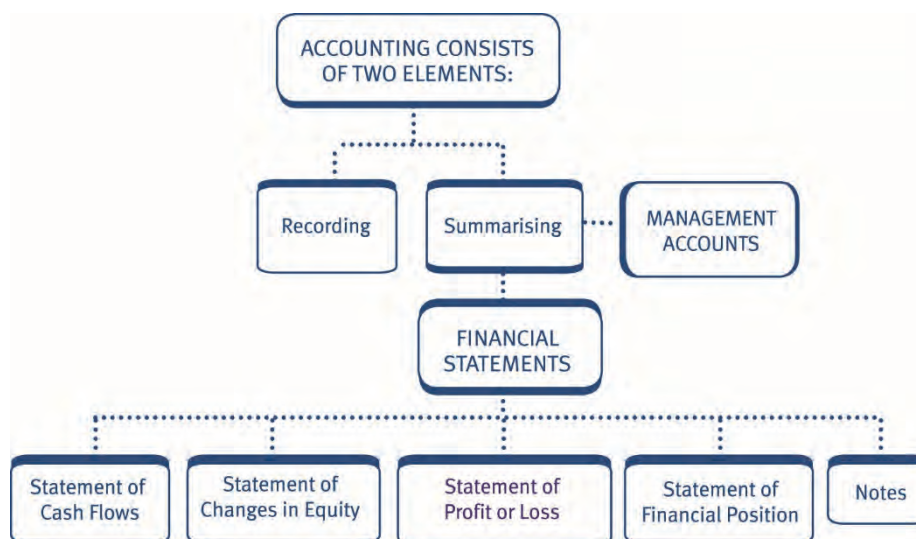 ACCOUNTING CONSISTS
OF TWO ELEMENTS:
Recording
Summarising
MANAGEMENT
ACCOUNTS
FINANCIAL
STATEMENTS
Statement of
Cash Flows
Statement of
Changes in Equity
Statement of
Profit or Loss
Statement of
Financial Position
Notes